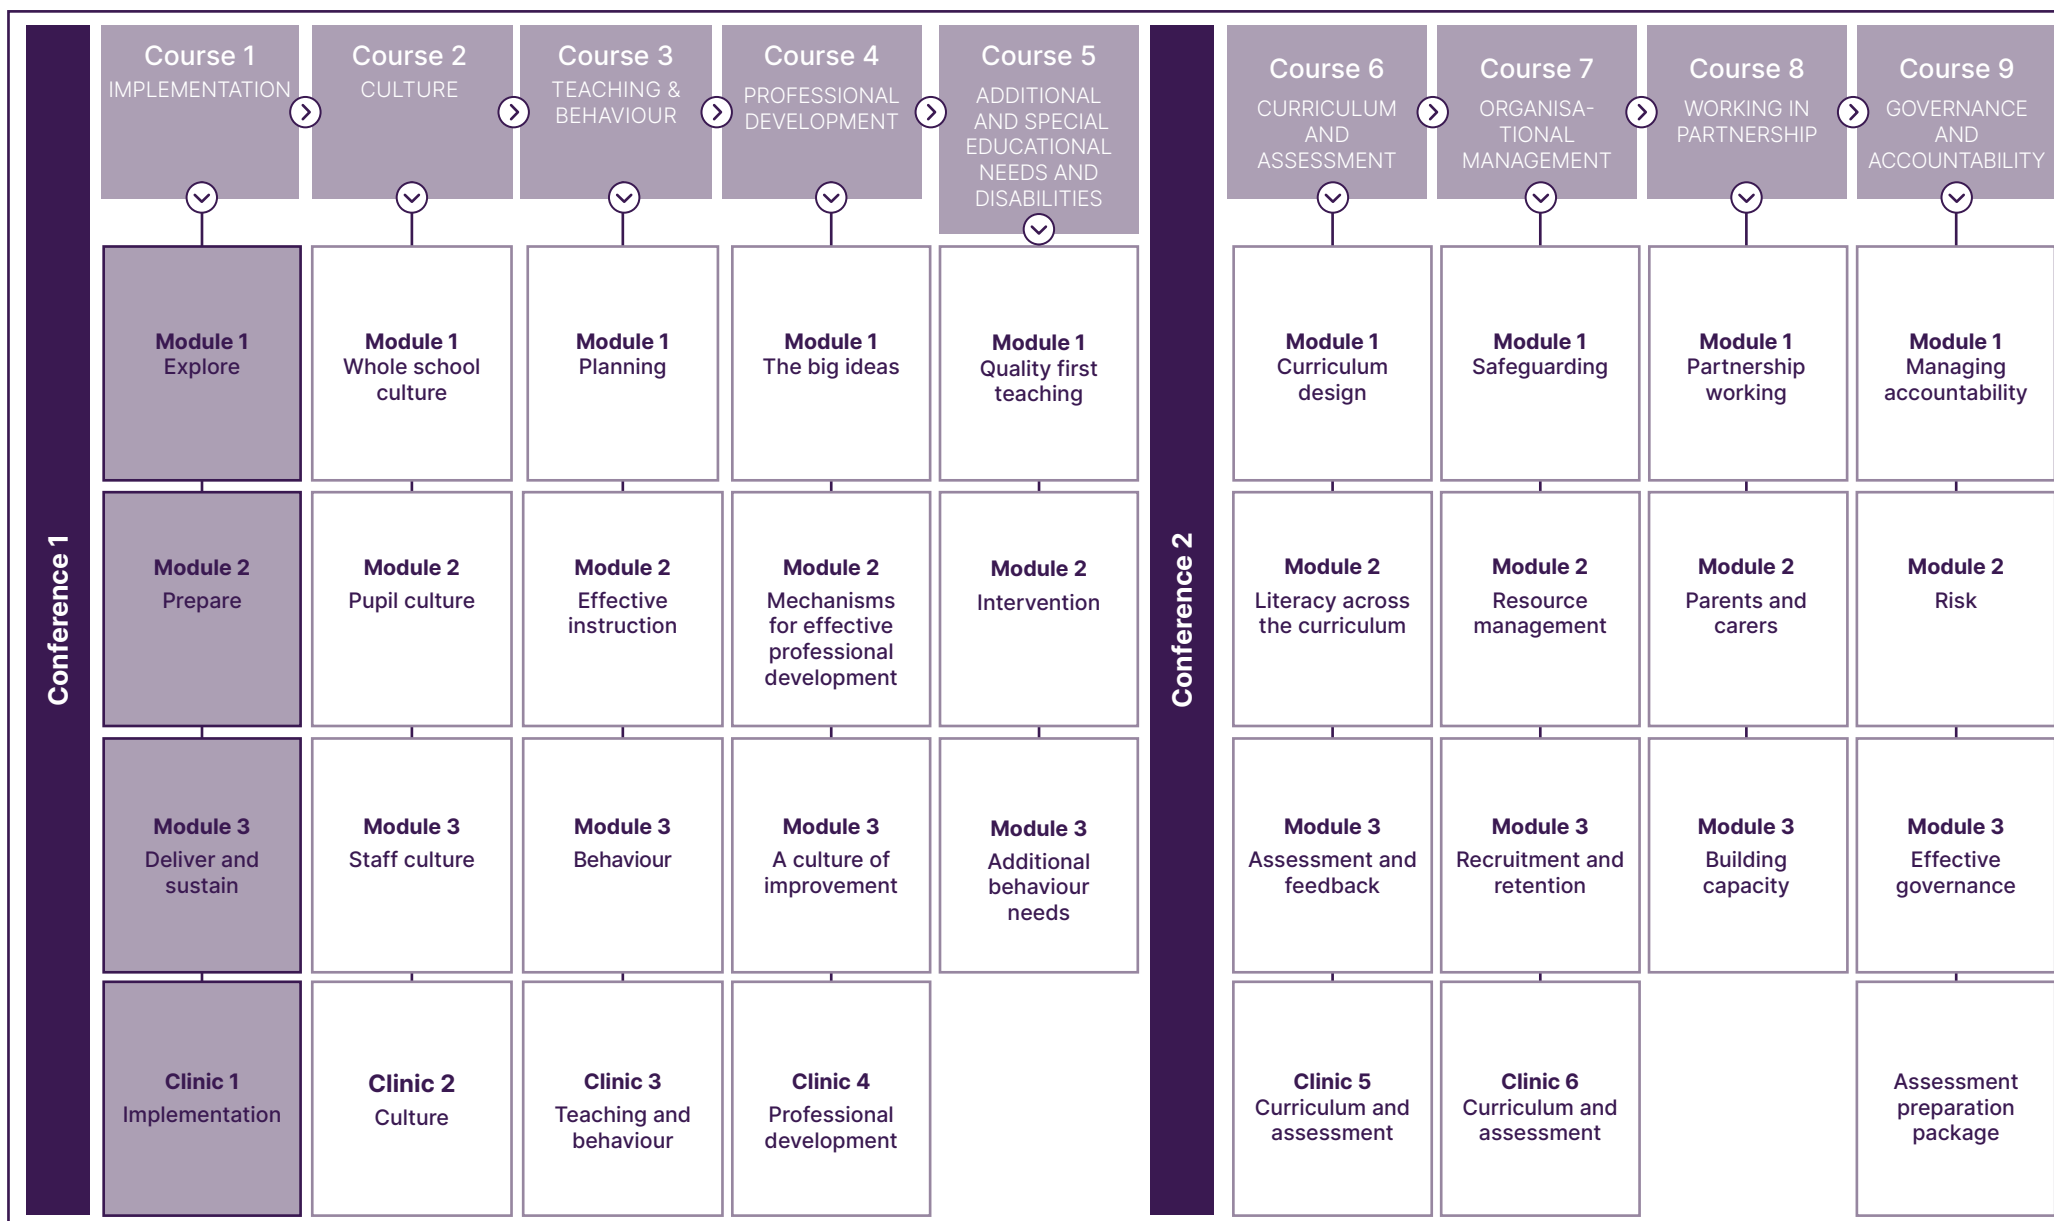 Conference 1
Course 1
IMPLEMENTATION
Module 1
Explore
Module 2
Prepare
Module 3
Deliver and
sustain
Clinic 1
Implementation
Course 2
CULTURE
Module 1
Whole school
culture
Module 2
Pupil culture
Module 3
Staff culture
Clinic 2
Culture
Course 3
TEACHING &
BEHAVIOUR
Module 1
Planning
Module 2
Effective
instruction
Module 3
Behaviour
Clinic 3
Teaching and
behaviour
Course 4
PROFESSIONAL
DEVELOPMENT
Module 1
The big ideas
Module 2
Mechanisms
for effective
professional
development
Module 3
A culture of
improvement
Clinic 4
Professional
development
Course 5
ADDITIONAL
AND SPECIAL
EDUCATIONAL
NEEDS AND
DISABILITIES
Module 1
Quality first
teaching
Module 2
Intervention
Module 3
Additional
behaviour
needs
Conference 2
Course 6
CURRICULUM
AND
ASSESSMENT
Module 1
Curriculum
design
Module 2
Literacy across
the curriculum
Module 3
Assessment and
feedback
Clinic 5
Curriculum and
assessment
Course 7
ORGANISA-
TIONAL
MANAGEMENT
Module 1
Safeguarding
Module 2
Resource
management
Module 3
Recruitment and
retention
Clinic 6
Curriculum and
assessment
Course 8
WORKING IN
PARTNERSHIP
Module 1
Partnership
working
Module 2
Parents and
carers
Module 3
Building
capacity
Course 9
GOVERNANCE
AND
ACCOUNTABILITY
Module 1
Managing
accountability
Module 2
Risk
Module 3
Effective
governance
Assessment
preparation
package